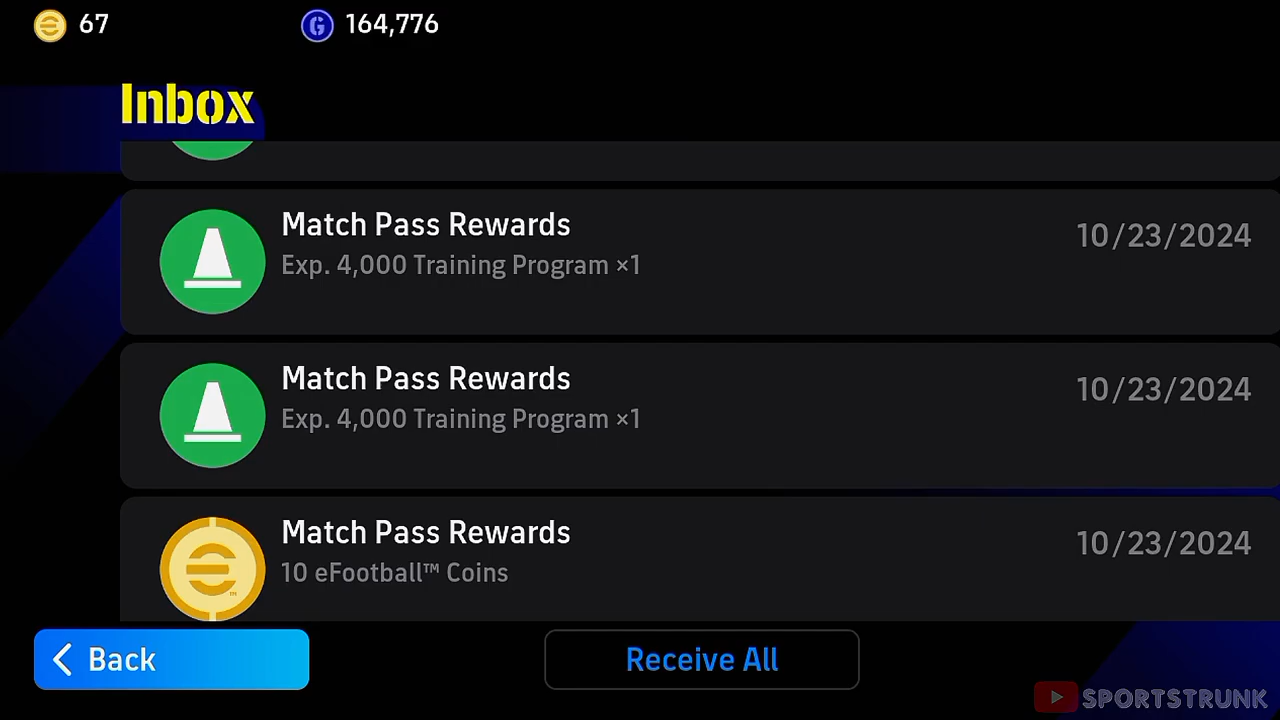 67
164,776
Inbox
Match Pass Rewards
10/23/2024
Exp. 4,000 Training Program ×1
Match Pass Rewards
10/23/2024
Exp. 4,000 Training Program ×1
Match Pass Rewards
10/23/2024
10 eFootball™ Coins
Back
Receive All
SPORTSTRUNK